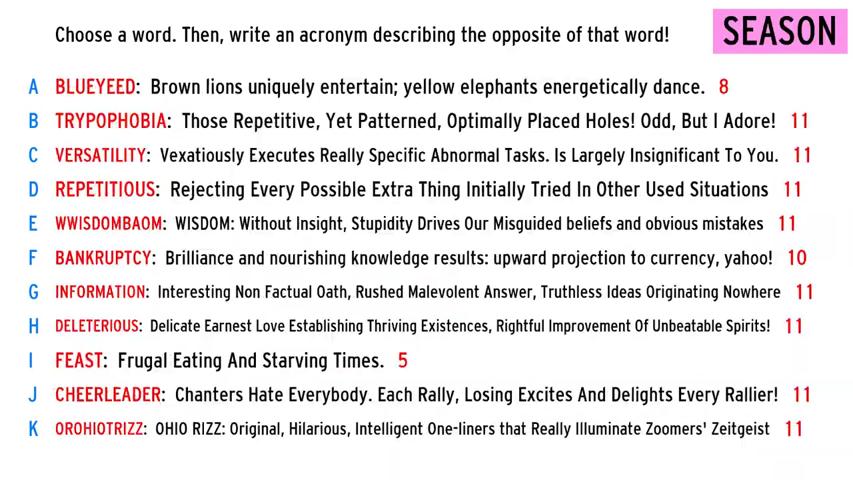 Choose a word. Then, write an acronym describing the opposite of that word!
SEASON
A BLUEYEED: Brown lions uniquely entertain; yellow elephants energetically dance. 8
B TRYPOPHOBIA: Those Repetitive, Yet Patterned, Optimally Placed Holes! Odd, But I Adore! 11
C VERSATILITY: Vexatiously Executes Really Specific Abnormal Tasks. Is Largely Insignificant To You. 11
D REPETITIOUS: Rejecting Every Possible Extra Thing Initially Tried In Other Used Situations 11
E WWISDOMBAOM: WISDOM: Without Insight, Stupidity Drives Our Misguided beliefs and obvious mistakes 11
F BANKRUPTCY: Brilliance and nourishing knowledge results: upward projection to currency, yahoo! 10
G INFORMATION: Interesting Non Factual Oath, Rushed Malevolent Answer, Truthless Ideas Originating Nowhere 11
H DELETERIOUS: Delicate Earnest Love Establishing Thriving Existences, Rightful Improvement Of Unbeatable Spirits! 11
I FEAST: Frugal Eating And Starving Times. 5
J CHEERLEADER: Chanters Hate Everybody. Each Rally, Losing Excites And Delights Every Rallier! 11
K OROHIOTRIZZ: OHIO RIZZ: Original, Hilarious, Intelligent One-liners that Really Illuminate Zoomers' Zeitgeist 11